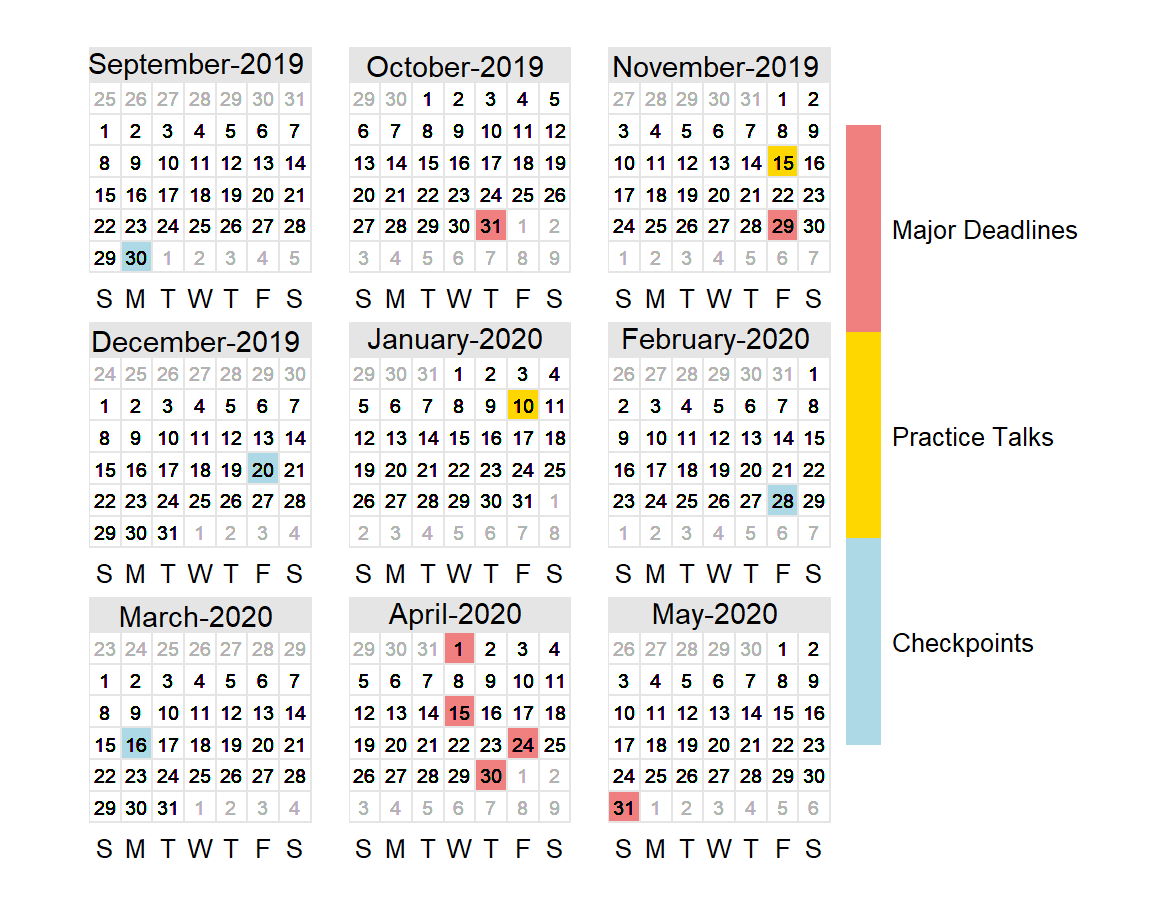 September-2019
25 26 27 28 29 30 31
1 2 3 4 5 6 7
8 9 10 11 12 13 14
15 16 17 18 19 20 21
22 23 24 25 26 27 28
29 30 1 2 3 4 5
S M T W T F S
October-2019
29 30 1 2 3 4 5
6 7 8 9 10 11 12
13 14 15 16 17 18 19
20 21 22 23 24 25 26
27 28 29 30 31 1 2
3 4 5 6 7 8 9
S M T W T F S
November-2019
27 28 29 30 31 1 2
3 4 5 6 7 8 9
10 11 12 13 14 15 16
17 18 19 20 21 22 23
24 25 26 27 28 29 30
1 2 3 4 5 6 7
S M T W T F S
December-2019
24 25 26 27 28 29 30
1 2 3 4 5 6 7
8 9 10 11 12 13 14
15 16 17 18 19 20 21
22 23 24 25 26 27 28
29 30 31 1 2 3 4
S M T W T F S
January-2020
29 30 31 1 2 3 4
5 6 7 8 9 10 11
12 13 14 15 16 17 18
19 20 21 22 23 24 25
26 27 28 29 30 31 1
2 3 4 5 6 7 8
S M T W T F S
February-2020
26 27 28 29 30 31 1
2 3 4 5 6 7 8
9 10 11 12 13 14 15
16 17 18 19 20 21 22
23 24 25 26 27 28 29
1 2 3 4 5 6 7
S M T W T F S
March-2020
23 24 25 26 27 28 29
1 2 3 4 5 6 7
8 9 10 11 12 13 14
15 16 17 18 19 20 21
22 23 24 25 26 27 28
29 30 31 1 2 3 4
S M T W T F S
April-2020
29 30 31 1 2 3 4
5 6 7 8 9 10 11
12 13 14 15 16 17 18
19 20 21 22 23 24 25
26 27 28 29 30 1 2
3 4 5 6 7 8 9
S M T W T F S
May-2020
26 27 28 29 30 1 2
3 4 5 6 7 8 9
10 11 12 13 14 15 16
17 18 19 20 21 22 23
24 25 26 27 28 29 30
31 1 2 3 4 5 6
S M T W T F S
Major Deadlines
Practice Talks
Checkpoints